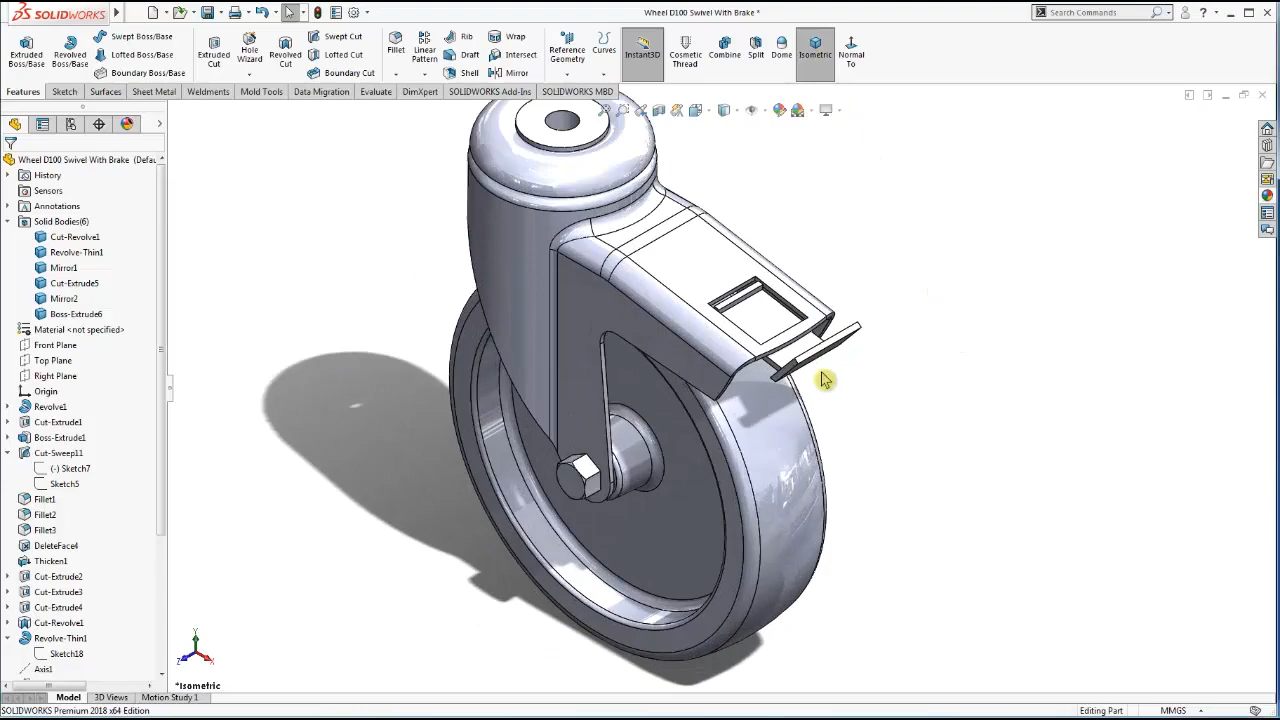 SOLIDWORKS
Wheel D100 Swivel With Brake *
Search Commands
Extruded Boss/Base
Revolved Boss/Base
Swept Boss/Base
Lofted Boss/Base
Boundary Boss/Base
Extruded Cut
Hole Wizard
Revolved Cut
Swept Cut
Lofted Cut
Boundary Cut
Fillet
Linear Pattern
Rib
Draft
Shell
Wrap
Intersect
Mirror
Reference Geometry
Curves
Instant3D
Cosmetic Thread
Combine
Split
Dome
Isometric
Normal To
Features
Sketch
Surfaces
Sheet Metal
Weldments
Mold Tools
Data Migration
Evaluate
DimXpert
SOLIDWORKS Add-Ins
SOLIDWORKS MBD
Wheel D100 Swivel With Brake (Defau
History
Sensors
Annotations
Solid Bodies(6)
Cut-Revolve1
Revolve-Thin1
Mirror1
Cut-Extrude5
Mirror2
Boss-Extrude6
Material <not specified>
Front Plane
Top Plane
Right Plane
Origin
Revolve1
Cut-Extrude1
Boss-Extrude1
Cut-Sweep11
(-) Sketch7
Sketch5
Fillet1
Fillet2
Fillet3
DeleteFace4
Thicken1
Cut-Extrude2
Cut-Extrude3
Cut-Extrude4
Cut-Revolve1
Revolve-Thin1
Sketch18
Axis1
Y
Z
X
*Isometric
Model
3D Views
Motion Study 1
SOLIDWORKS Premium 2018 x64 Edition
Editing Part
MMGS